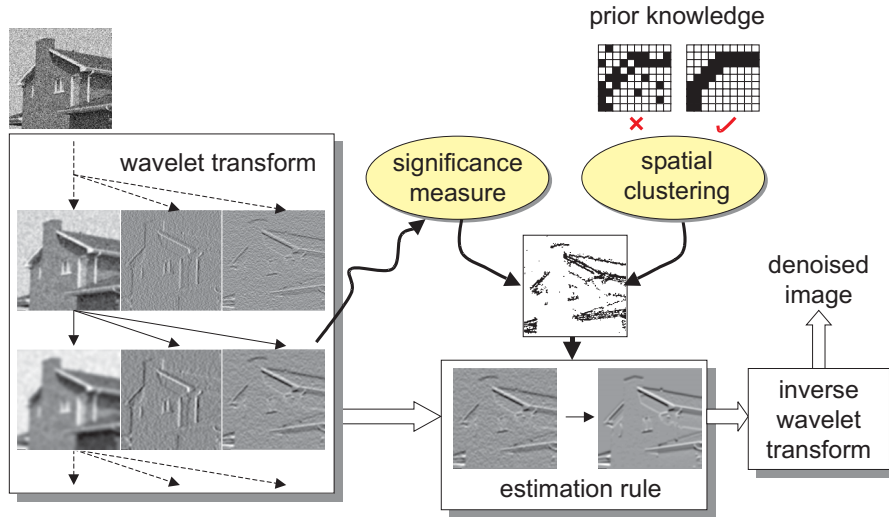 prior knowledge
wavelet transform
significance
measure
spatial
clustering
denoised
image
inverse
wavelet
transform
estimation rule